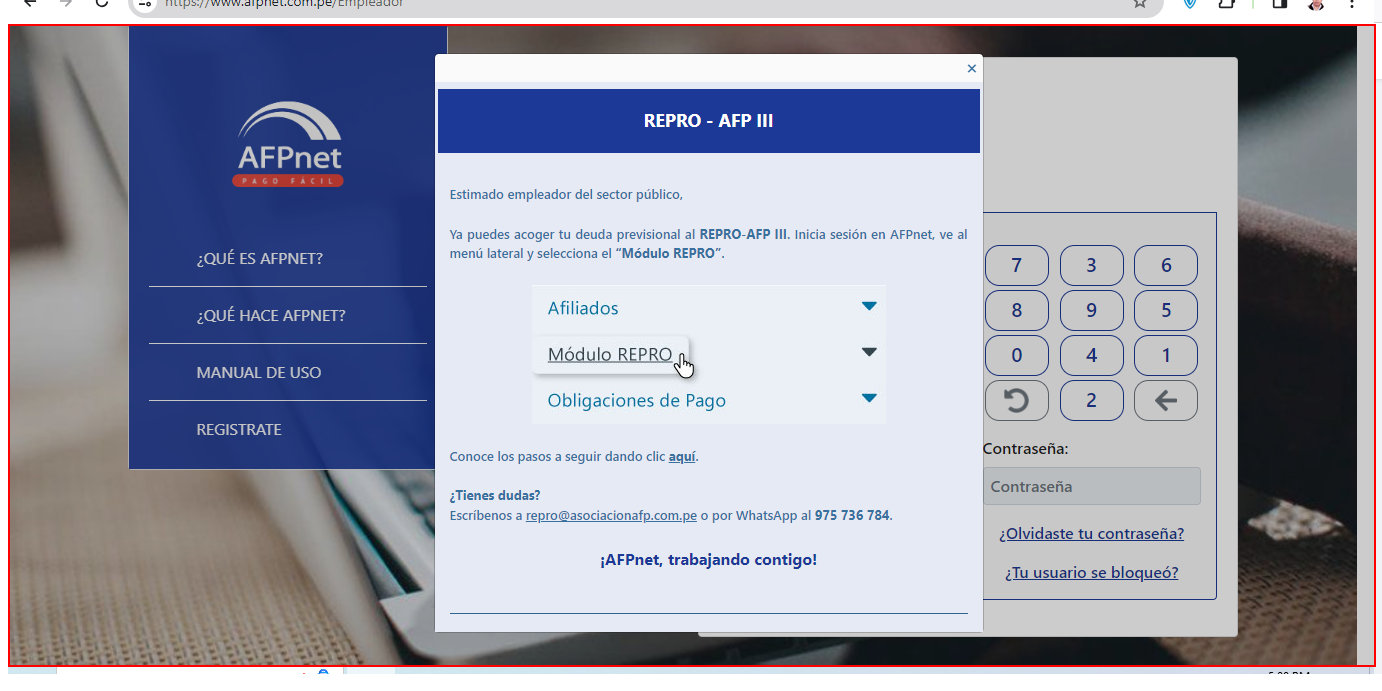 https://www.afpnet.com.pe/Empleador
AFPnet
PAGO FÁCIL
¿QUÉ ES AFPNET?
¿QUÉ HACE AFPNET?
MANUAL DE USO
REGISTRATE
×
REPRO - AFP III
Estimado empleador del sector público,
Ya puedes acoger tu deuda previsional al REPRO-AFP III. Inicia sesión en AFPnet, ve al
menú lateral y selecciona el “Módulo REPRO”.
Afiliados
Módulo REPRO
Obligaciones de Pago
Conoce los pasos a seguir dando clic aquí.
¿Tienes dudas?
Escríbenos a repro@asociacionafp.com.pe o por WhatsApp al 975 736 784.
¡AFPnet, trabajando contigo!
7 3 6
8 9 5
0 4 1
2
Contraseña:
Contraseña
¿Olvidaste tu contraseña?
¿Tu usuario se bloqueó?